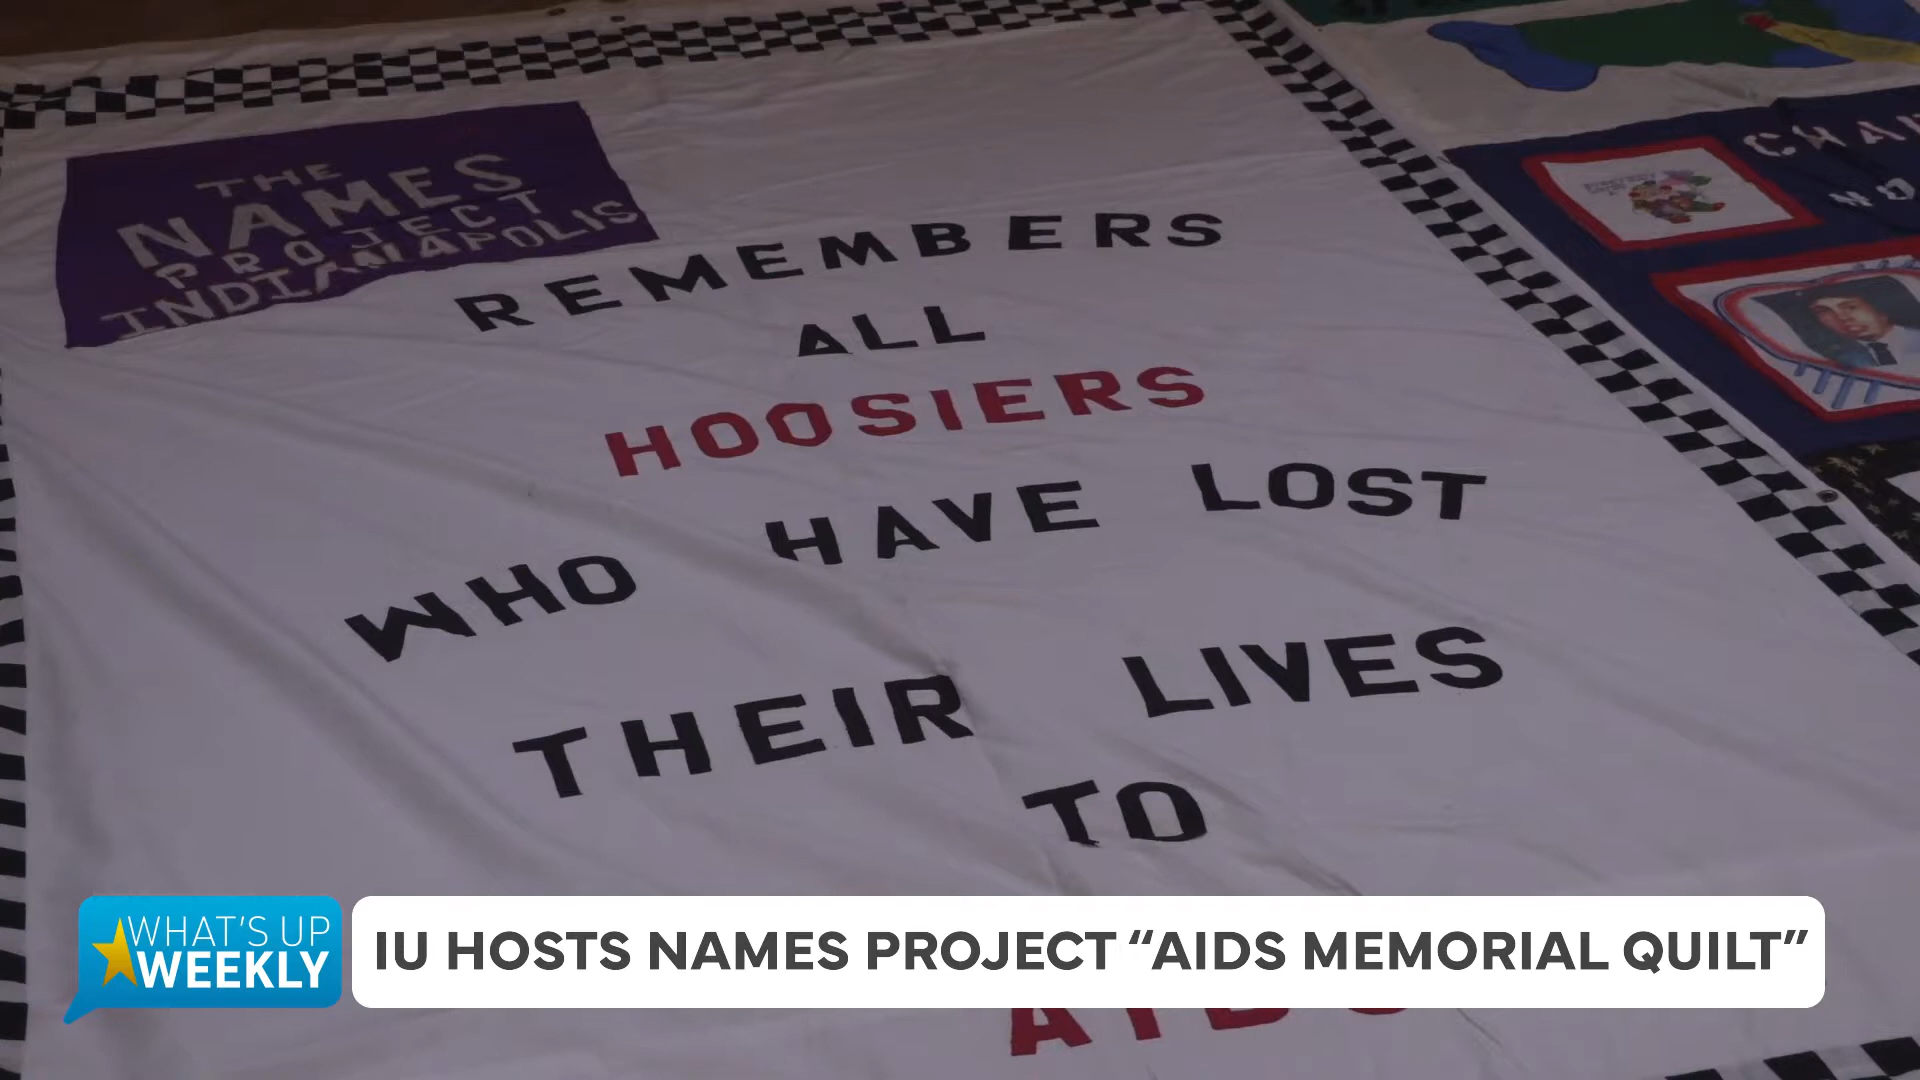 THE
NAMES
PROJECT
INDIANAPOLIS
REMEMBERS
ALL
HOOSIERS
WHO HAVE LOST
THEIR LIVES
TO
AIDS
WHAT'S UP
WEEKLY
IU HOSTS NAMES PROJECT “AIDS MEMORIAL QUILT”